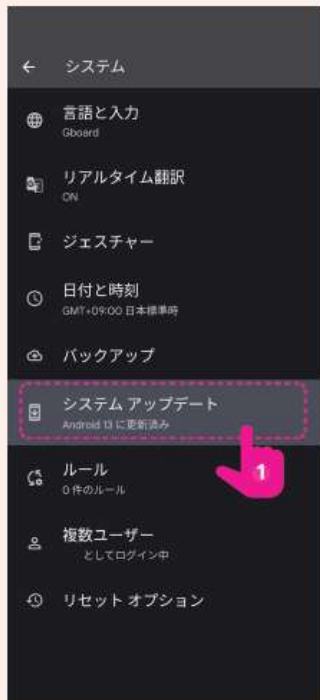 システム
言語と入力
Gboard
リアルタイム翻訳
ON
ジェスチャー
日付と時刻
GMT+09:00 日本標準時
バックアップ
システム アップデート
Android 13 に更新済み
1
ルール
0 件のルール
複数ユーザー
としてログイン中
リセット オプション